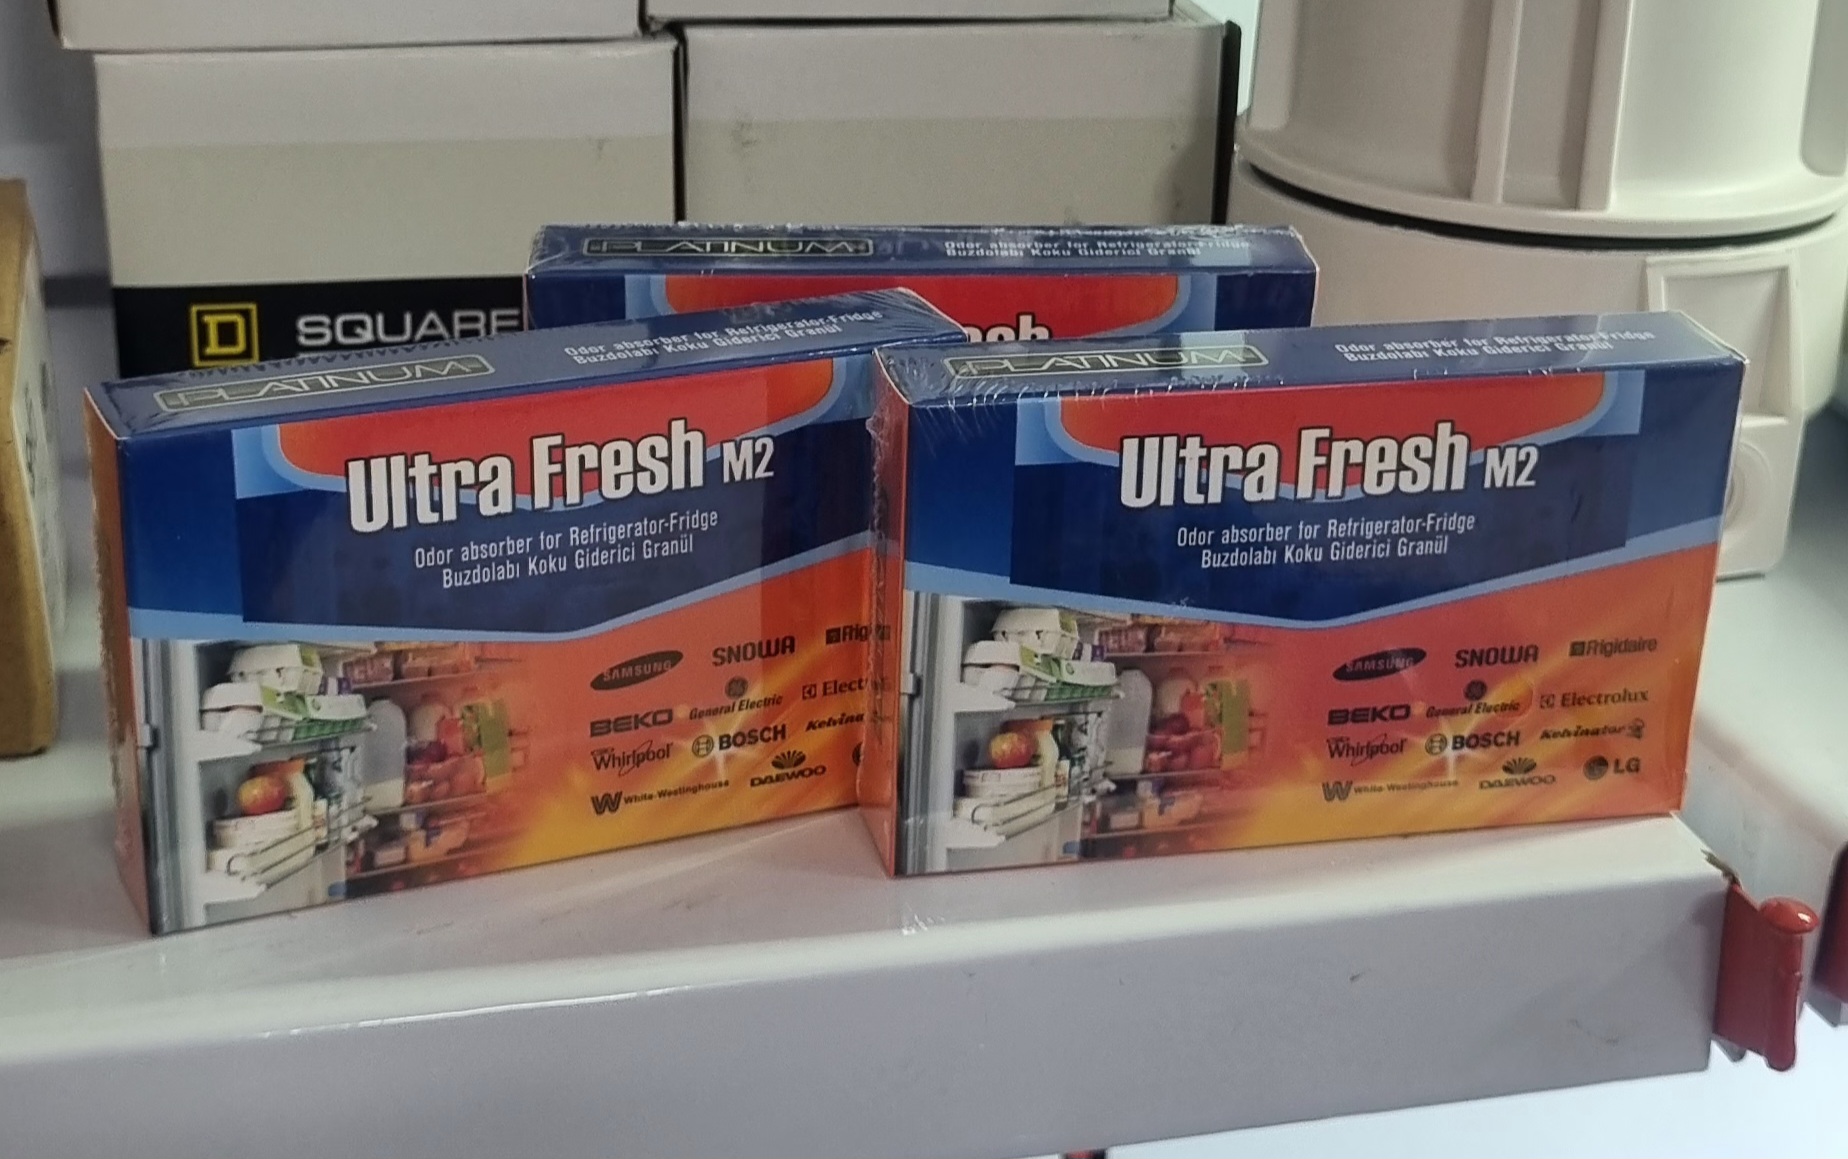 D SQUARE
PLATINUM
Odor absorber for Refrigerator-Fridge
Buzdolabı Koku Giderici Granül
PLATINUM
Odor absorber for Refrigerator-Fridge
Buzdolabı Koku Giderici Granül
Ultra Fresh M2
Odor absorber for Refrigerator-Fridge
Buzdolabı Koku Giderici Granül
SAMSUNG SNOWA Rig
BEKO General Electric Elect
Whirlpool BOSCH Kelvina
White-Westinghouse DAEWOO
PLATINUM
Odor absorber for Refrigerator-Fridge
Buzdolabı Koku Giderici Granül
Ultra Fresh M2
Odor absorber for Refrigerator-Fridge
Buzdolabı Koku Giderici Granül
SAMSUNG SNOWA Frigidaire
BEKO General Electric Electrolux
Whirlpool BOSCH Kelvinator
White-Westinghouse DAEWOO LG